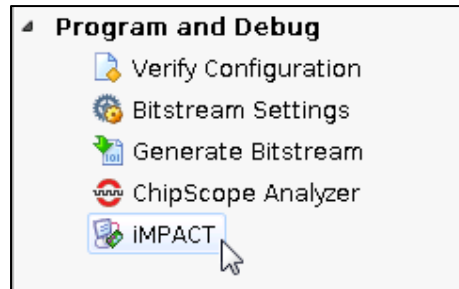 Program and Debug
Verify Configuration
Bitstream Settings
Generate Bitstream
ChipScope Analyzer
iMPACT